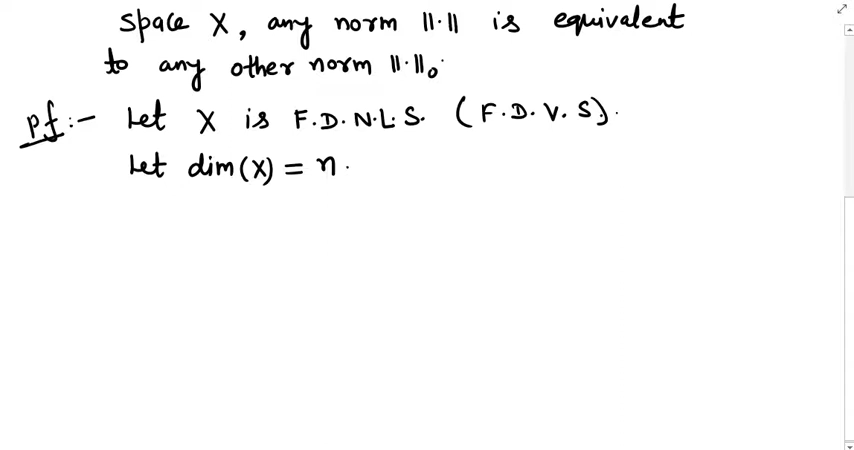 space X, any norm ||·|| is equivalent
to any other norm ||·||₀.
pf:- Let X is F.D.N.L.S. (F.D.V.S).
Let dim(X) = n.